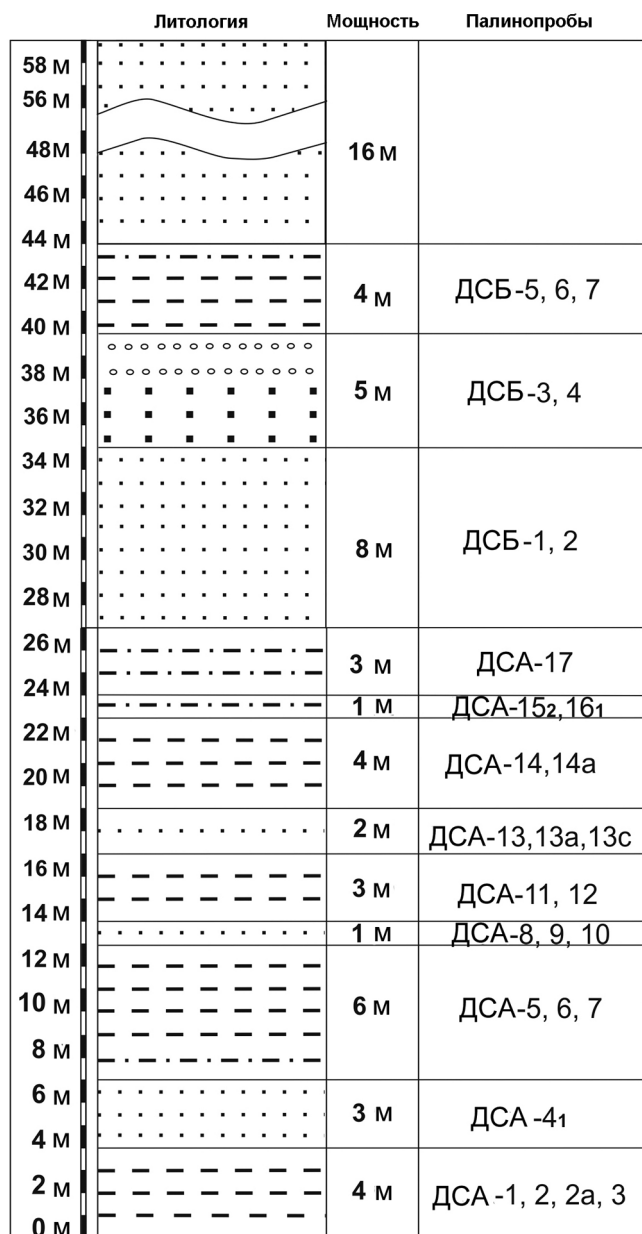 Литология Мощность Палинопробы
58 м
56 м
16 м
48 м
46 м
44 м
42 м
4 м ДСБ-5, 6, 7
40 м
38 м
5 м ДСБ-3, 4
36 м
34 м
32 м
8 м ДСБ-1, 2
30 м
28 м
26 м
3 м ДСА-17
24 м
1 м ДСА-15₂,16₁
22 м
4 м ДСА-14,14а
20 м
18 м
2 м ДСА-13,13а,13с
16 м
3 м ДСА-11, 12
14 м
1 м ДСА-8, 9, 10
12 м
10 м
6 м ДСА-5, 6, 7
8 м
6 м
3 м ДСА -4₁
4 м
2 м
4 м ДСА -1, 2, 2а, 3
0 м